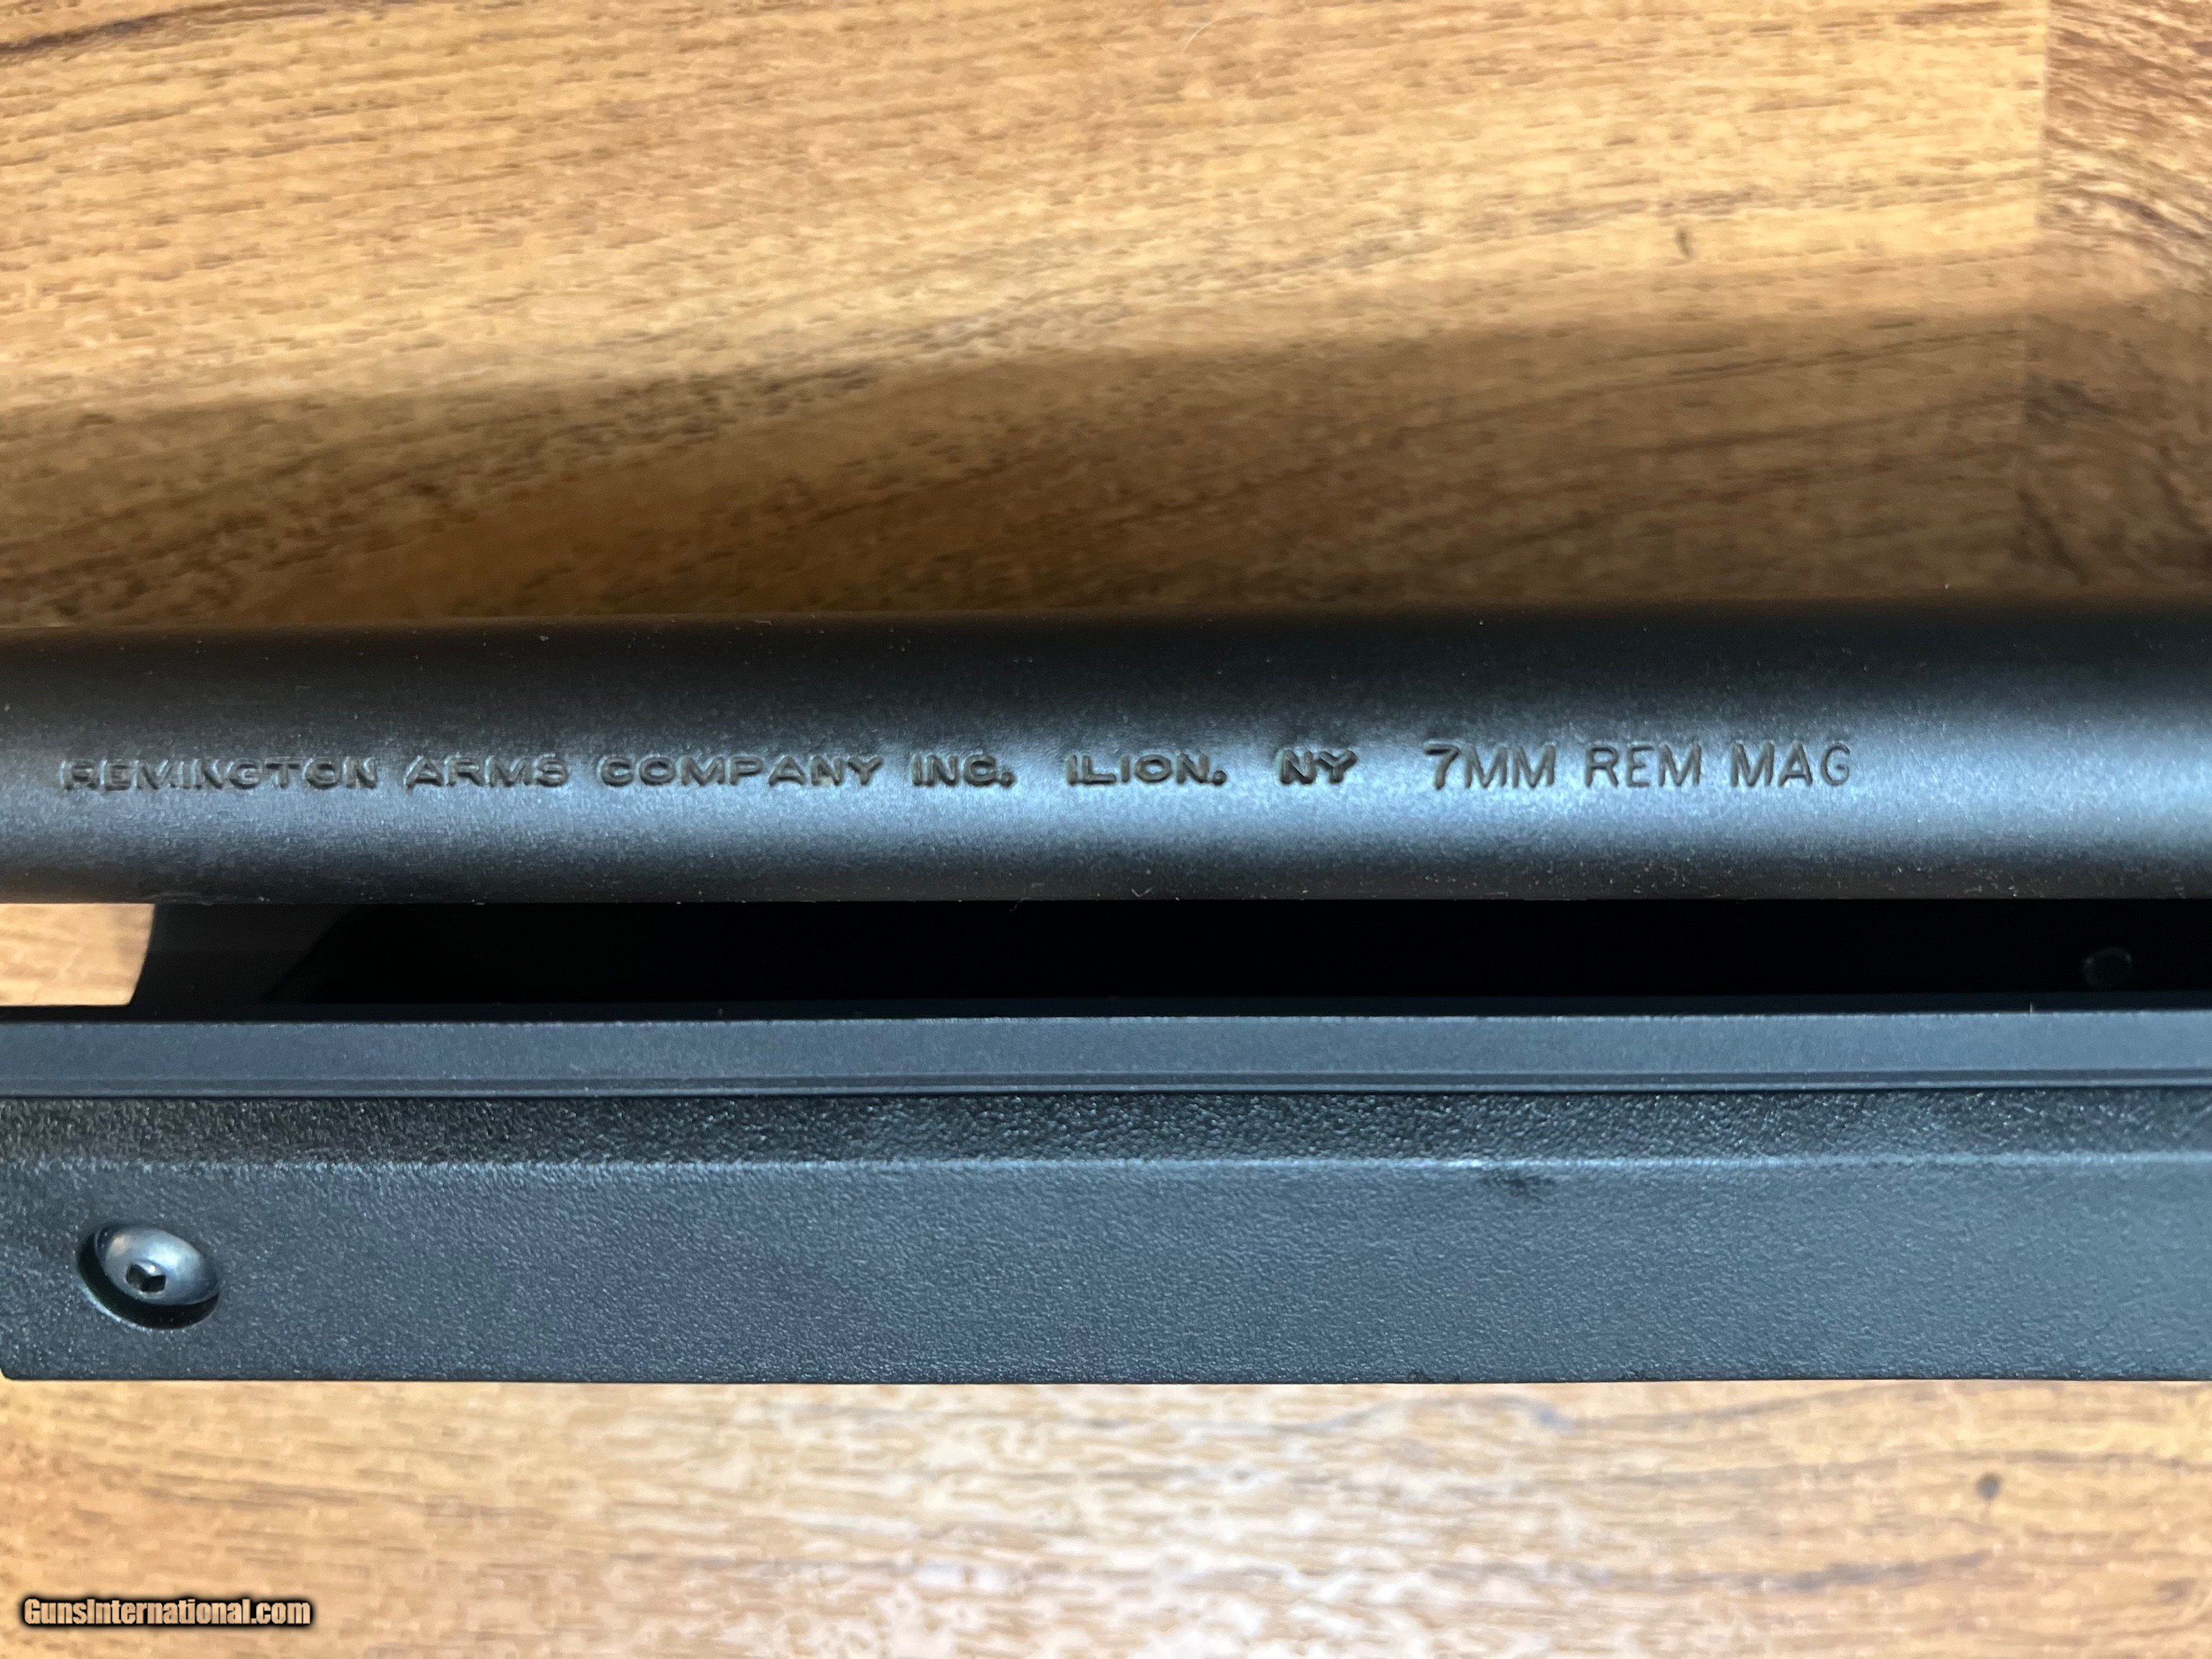 REMINGTON ARMS COMPANY INC. ILION. NY 7MM REM MAG
GunsInternational.com